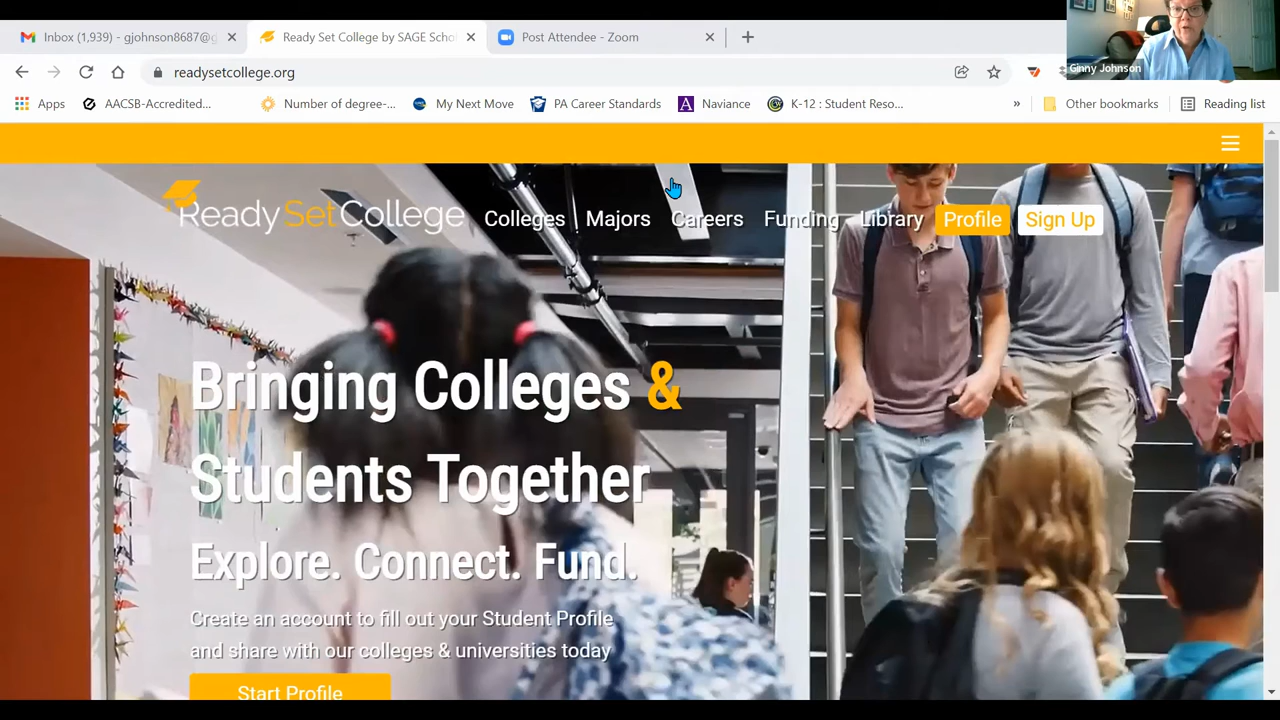 Inbox (1,939) - gjohnson8687@g
Ready Set College by SAGE Scho
Post Attendee - Zoom
Ginny Johnson
readysetcollege.org
Apps
AACSB-Accredited...
Number of degree-...
My Next Move
PA Career Standards
Naviance
K-12 : Student Reso...
»
Other bookmarks
Reading list
ReadySetCollege
Colleges
Majors
Careers
Funding
Library
Profile
Sign Up
Bringing Colleges &
Students Together
Explore. Connect. Fund.
Create an account to fill out your Student Profile
and share with our colleges & universities today
Start Profile